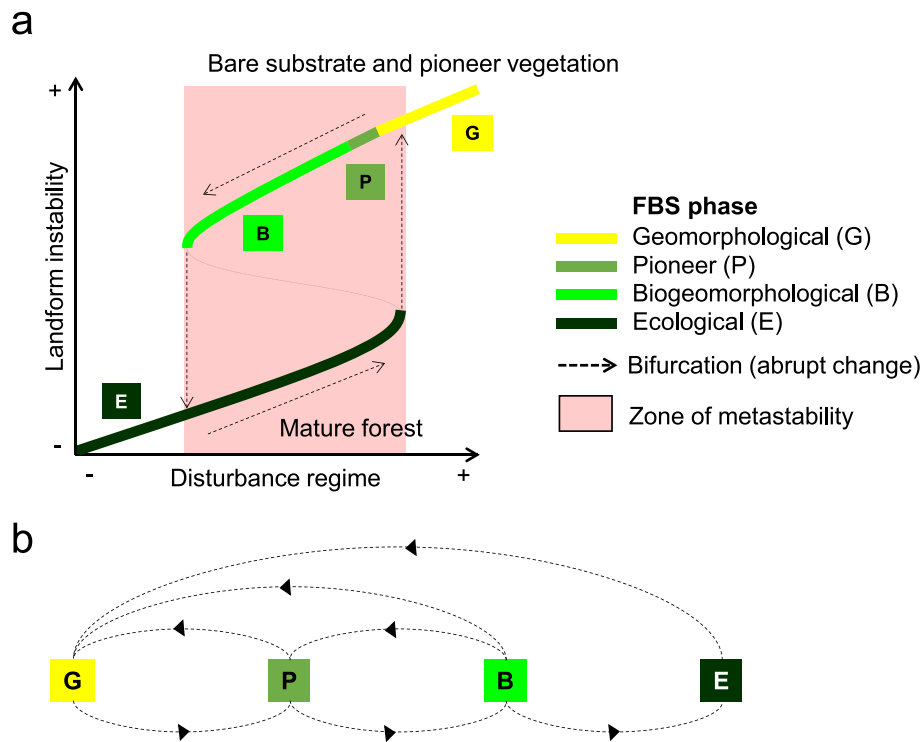 a
Bare substrate and pioneer vegetation
+
G
P
B
Landform instability
E
Mature forest
-
-
Disturbance regime
+
FBS phase
Geomorphological (G)
Pioneer (P)
Biogeomorphological (B)
Ecological (E)
Bifurcation (abrupt change)
Zone of metastability
b
G
P
B
E